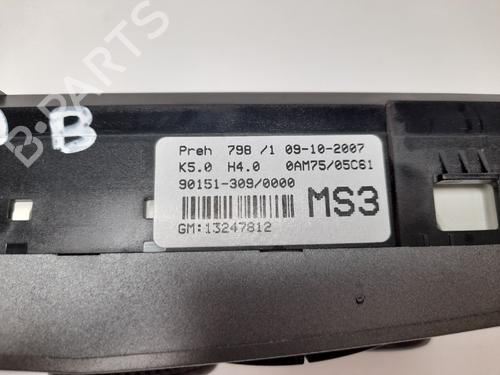 B-PARTS
B
Preh 798 /1 09-10-2007
K5.0 H4.0 0AM75/05C61
90151-309/0000
MS3
GM:13247812